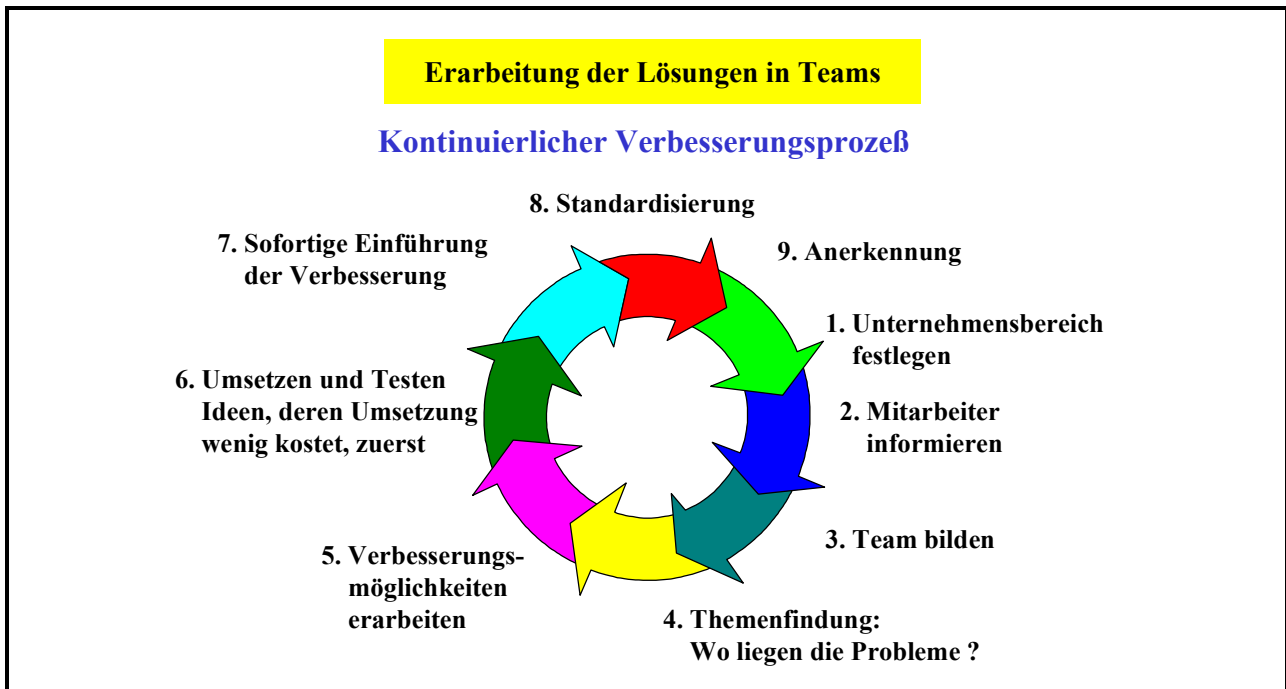 Erarbeitung der Lösungen in Teams
Kontinuierlicher Verbesserungsprozeß
8. Standardisierung
9. Anerkennung
1. Unternehmensbereich
festlegen
2. Mitarbeiter
informieren
3. Team bilden
4. Themenfindung:
Wo liegen die Probleme ?
5. Verbesserungs-
möglichkeiten
erarbeiten
6. Umsetzen und Testen
Ideen, deren Umsetzung
wenig kostet, zuerst
7. Sofortige Einführung
der Verbesserung